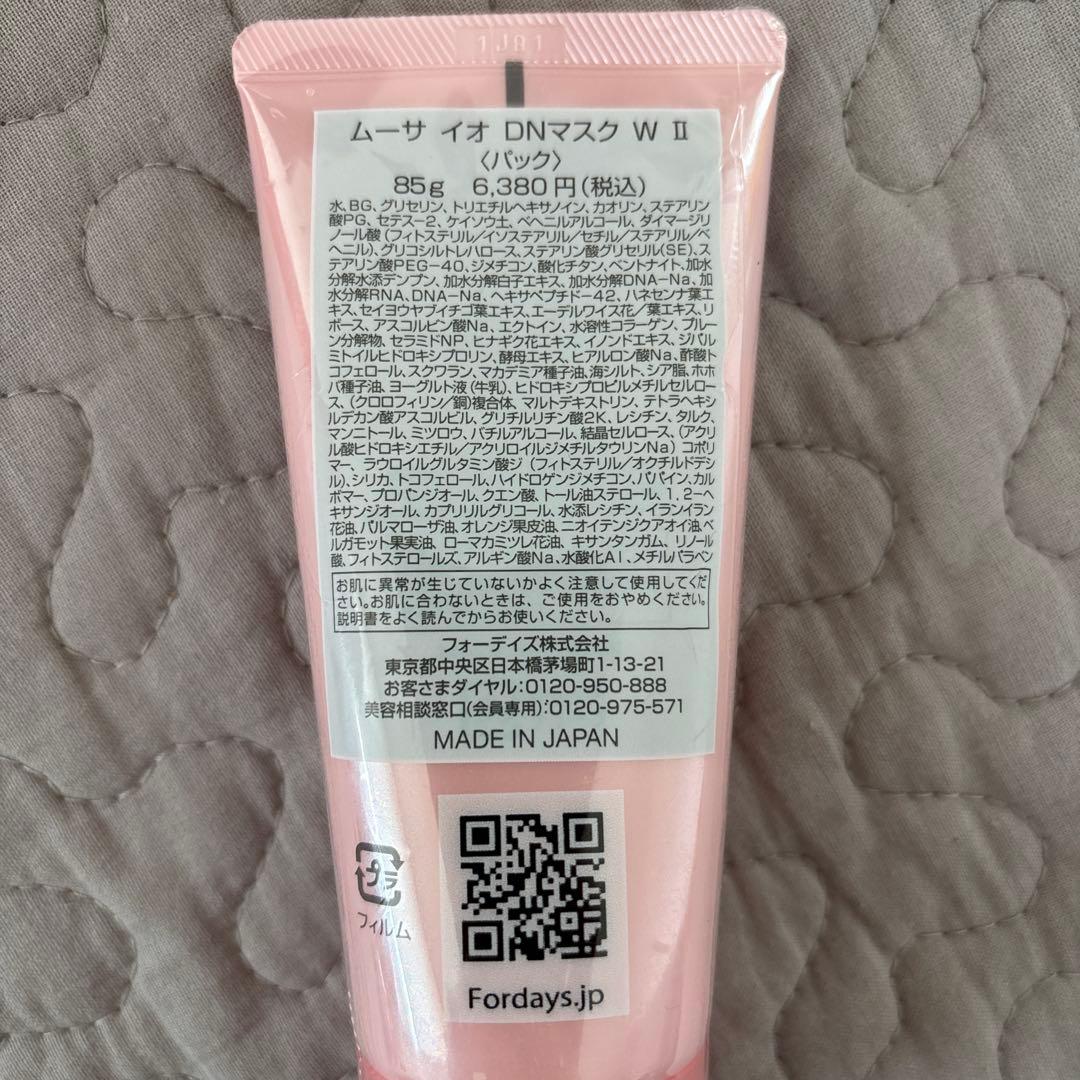 1J81
ムーサ イオ DNマスク W Ⅱ
〈パック〉
85g 6,380円(税込)
水、BG、グリセリン、トリエチルヘキサノイン、カオリン、ステアリン
酸PG、セテス-2、ケイソウ土、ベヘニルアルコール、ダイマージリ
ノール酸(フィトステリル/イソステアリル/セチル/ステアリル/ベ
ヘニル)、グリコシルトレハロース、ステアリン酸グリセリル(SE)、ス
テアリン酸PEG-40、ジメチコン、酸化チタン、ベントナイト、加水
分解水添デンプン、加水分解白子エキス、加水分解DNA-Na、加
水分解RNA、DNA-Na、ヘキサペプチド-42、ハネセンナ葉エ
キス、セイヨウヤブイチゴ葉エキス、エーデルワイス花/葉エキス、リ
ボース、アスコルビン酸Na、エクトイン、水溶性コラーゲン、プルー
ン分解物、セラミドNP、ヒナギク花エキス、イノンドエキス、ジパル
ミトイルヒドロキシプロリン、酵母エキス、ヒアルロン酸Na、酢酸ト
コフェロール、スクワラン、マカデミア種子油、海シルト、シア脂、ホホ
バ種子油、ヨーグルト液(牛乳)、ヒドロキシプロピルメチルセルロー
ス、(クロロフィリン/銅)複合体、マルトデキストリン、テトラヘキシ
ルデカン酸アスコルビル、グリチルリチン酸2K、レシチン、タルク、
マンニトール、ミツロウ、バチルアルコール、結晶セルロース、(アクリ
ル酸ヒドロキシエチル/アクリロイルジメチルタウリンNa)コポリ
マー、ラウロイルグルタミン酸ジ(フィトステリル/オクチルドデシ
ル)、シリカ、トコフェロール、ハイドロゲンジメチコン、パパイン、カル
ボマー、プロパンジオール、クエン酸、トール油ステロール、1,2-ヘ
キサンジオール、カプリリルグリコール、水添レシチン、イランイラン
花油、パルマローザ油、オレンジ果皮油、ニオイテンジクアオイ油、ベ
ルガモット果実油、ローマカミツレ花油、キサンタンガム、リノール
酸、フィトステロールズ、アルギン酸Na、水酸化Al、メチルパラベン
お肌に異常が生じていないかよく注意して使用してくだ
さい。お肌に合わないときは、ご使用をおやめください。
説明書をよく読んでからお使いください。
フォーデイズ株式会社
東京都中央区日本橋茅場町1-13-21
お客さまダイヤル:0120-950-888
美容相談窓口(会員専用):0120-975-571
MADE IN JAPAN
プラ
フィルム
Fordays.jp